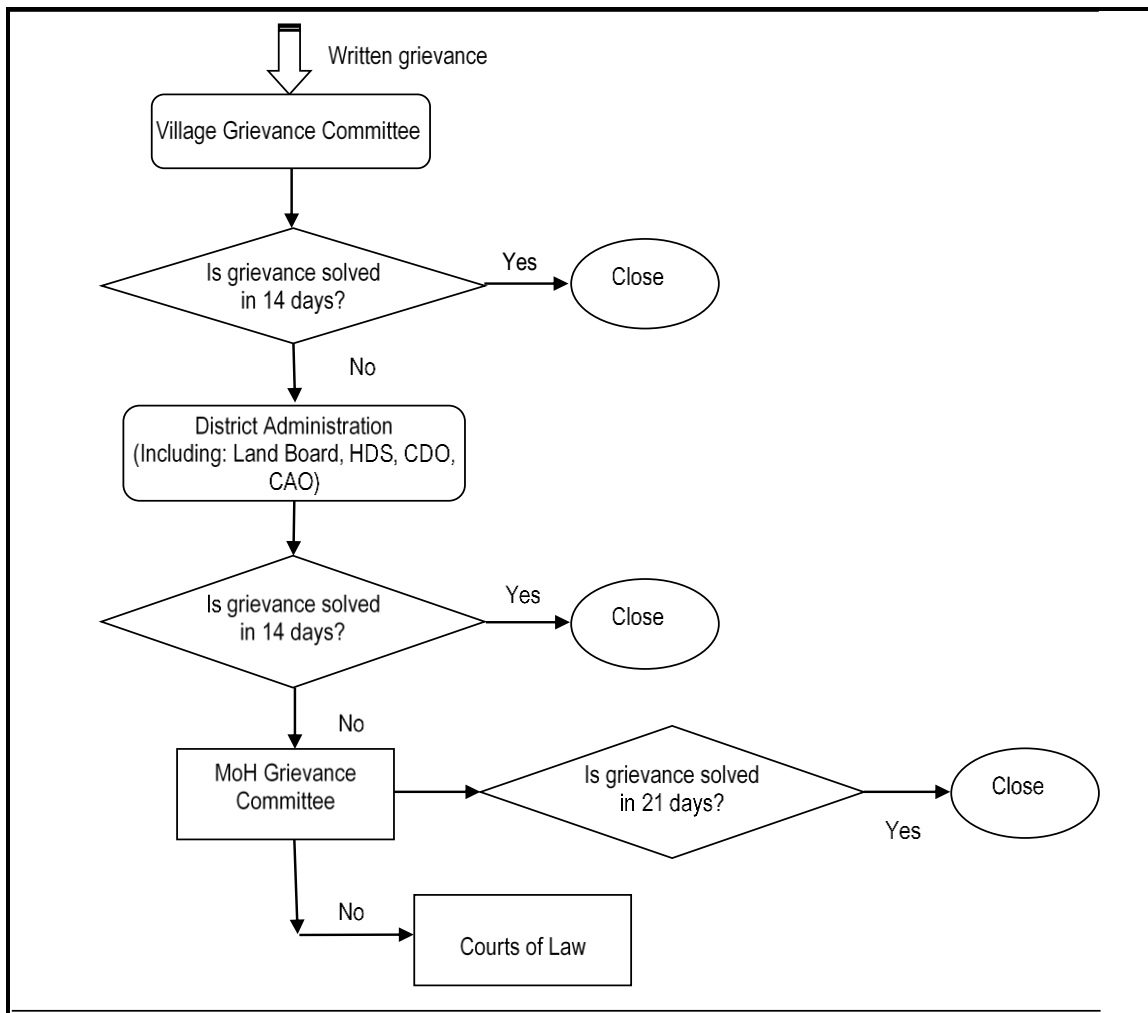 Written grievance
Village Grievance Committee
Is grievance solved
in 14 days?
Yes
Close
No
District Administration
(Including: Land Board, HDS, CDO,
CAO)
Is grievance solved
in 14 days?
Yes
Close
No
MoH Grievance
Committee
Is grievance solved
in 21 days?
Yes
Close
No
Courts of Law